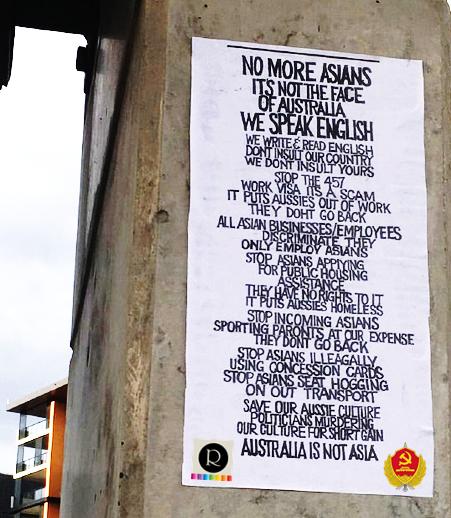 NO MORE ASIANS
IT'S NOT THE FACE
OF AUSTRALIA
WE SPEAK ENGLISH
WE WRITE & READ ENGLISH
DONT INSULT OUR COUNTRY
WE DONT INSULT YOURS
STOP THE 457
WORK VISA ITS A SCAM
IT PUTS AUSSIES OUT OF WORK
THEY DONT GO BACK
ALL ASIAN BUSINESSES/EMPLOYEES
DISCRIMINATE THEY
ONLY EMPLOY ASIANS
STOP ASIANS APPLYING
FOR PUBLIC HOUSING
ASSISTANCE
THEY HAVE NO RIGHTS TO IT
IT PUTS AUSSIES HOMELESS
STOP INCOMING ASIANS
SPORTING PARONTS AT OUR EXPENSE
THEY DONT GO BACK
STOP ASIANS ILLEAGALLY
USING CONCESSION CARDS
STOP ASIANS SEAT HOGGING
ON OUT TRANSPORT
SAVE OUR AUSSIE CULTURE
POLITICIANS MURDERING
OUR CULTURE FOR SHORT GAIN
AUSTRALIA IS NOT ASIA
R